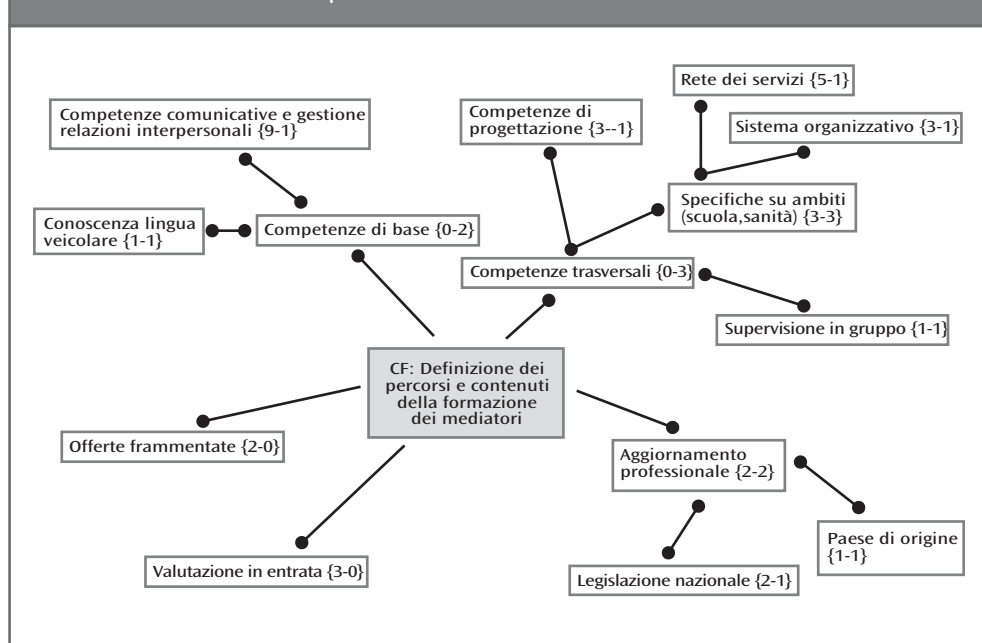 Rete dei servizi {5-1}
Competenze comunicative e gestione
relazioni interpersonali {9-1}
Competenze di
progettazione {3--1}
Sistema organizzativo {3-1}
Specifiche su ambiti
(scuola,sanità) {3-3}
Conoscenza lingua
veicolare {1-1}
Competenze di base {0-2}
Competenze trasversali {0-3}
Supervisione in gruppo {1-1}
CF: Definizione dei
percorsi e contenuti
della formazione
dei mediatori
Offerte frammentate {2-0}
Aggiornamento
professionale {2-2}
Paese di origine
{1-1}
Valutazione in entrata {3-0}
Legislazione nazionale {2-1}